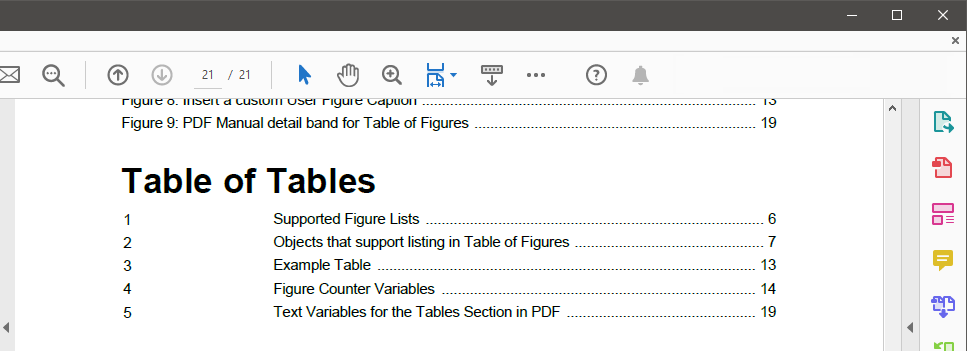 21 / 21
Figure 8: Insert a custom User Figure Caption 13
Figure 9: PDF Manual detail band for Table of Figures 19
Table of Tables
1 Supported Figure Lists 6
2 Objects that support listing in Table of Figures 7
3 Example Table 13
4 Figure Counter Variables 14
5 Text Variables for the Tables Section in PDF 19